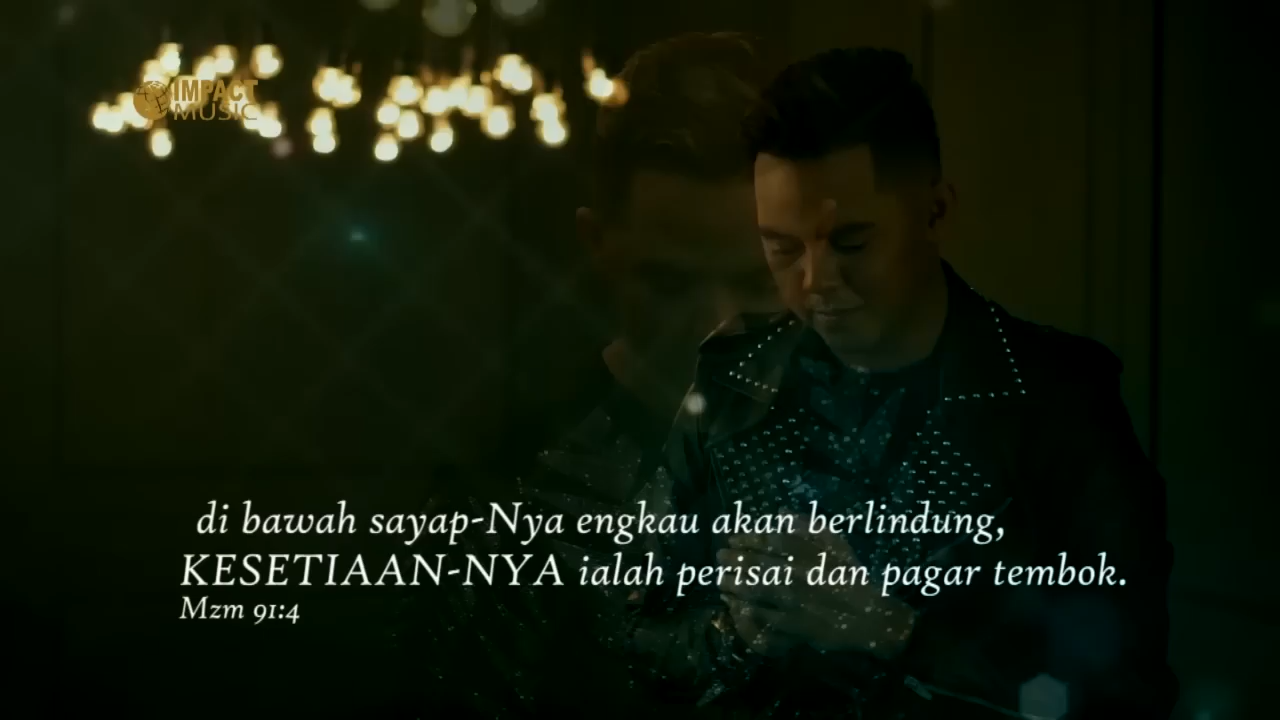 IMPACT
MUSIC
di bawah sayap-Nya engkau akan berlindung,
KESETIAAN-NYA ialah perisai dan pagar tembok.
Mzm 91:4